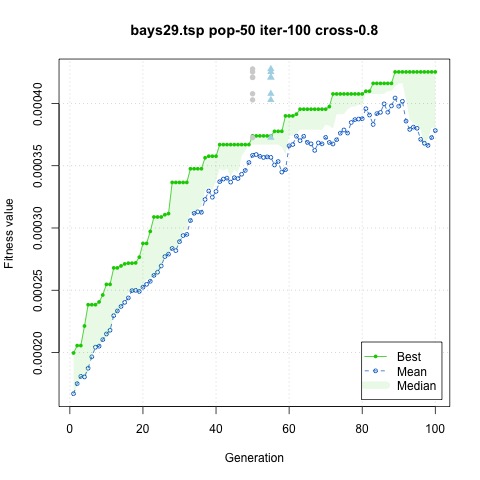 bays29.tsp pop-50 iter-100 cross-0.8
Fitness value
0.00040
0.00035
0.00030
0.00025
0.00020
Best
Mean
Median
0 20 40 60 80 100
Generation